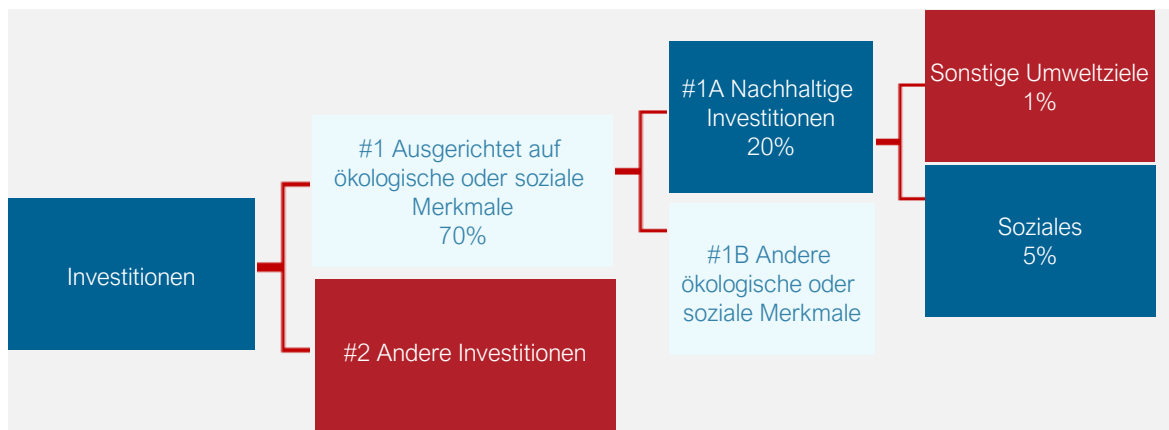 Investitionen
#1 Ausgerichtet auf
ökologische oder soziale
Merkmale
70%
#2 Andere Investitionen
#1A Nachhaltige
Investitionen
20%
#1B Andere
ökologische oder
soziale Merkmale
Sonstige Umweltziele
1%
Soziales
5%